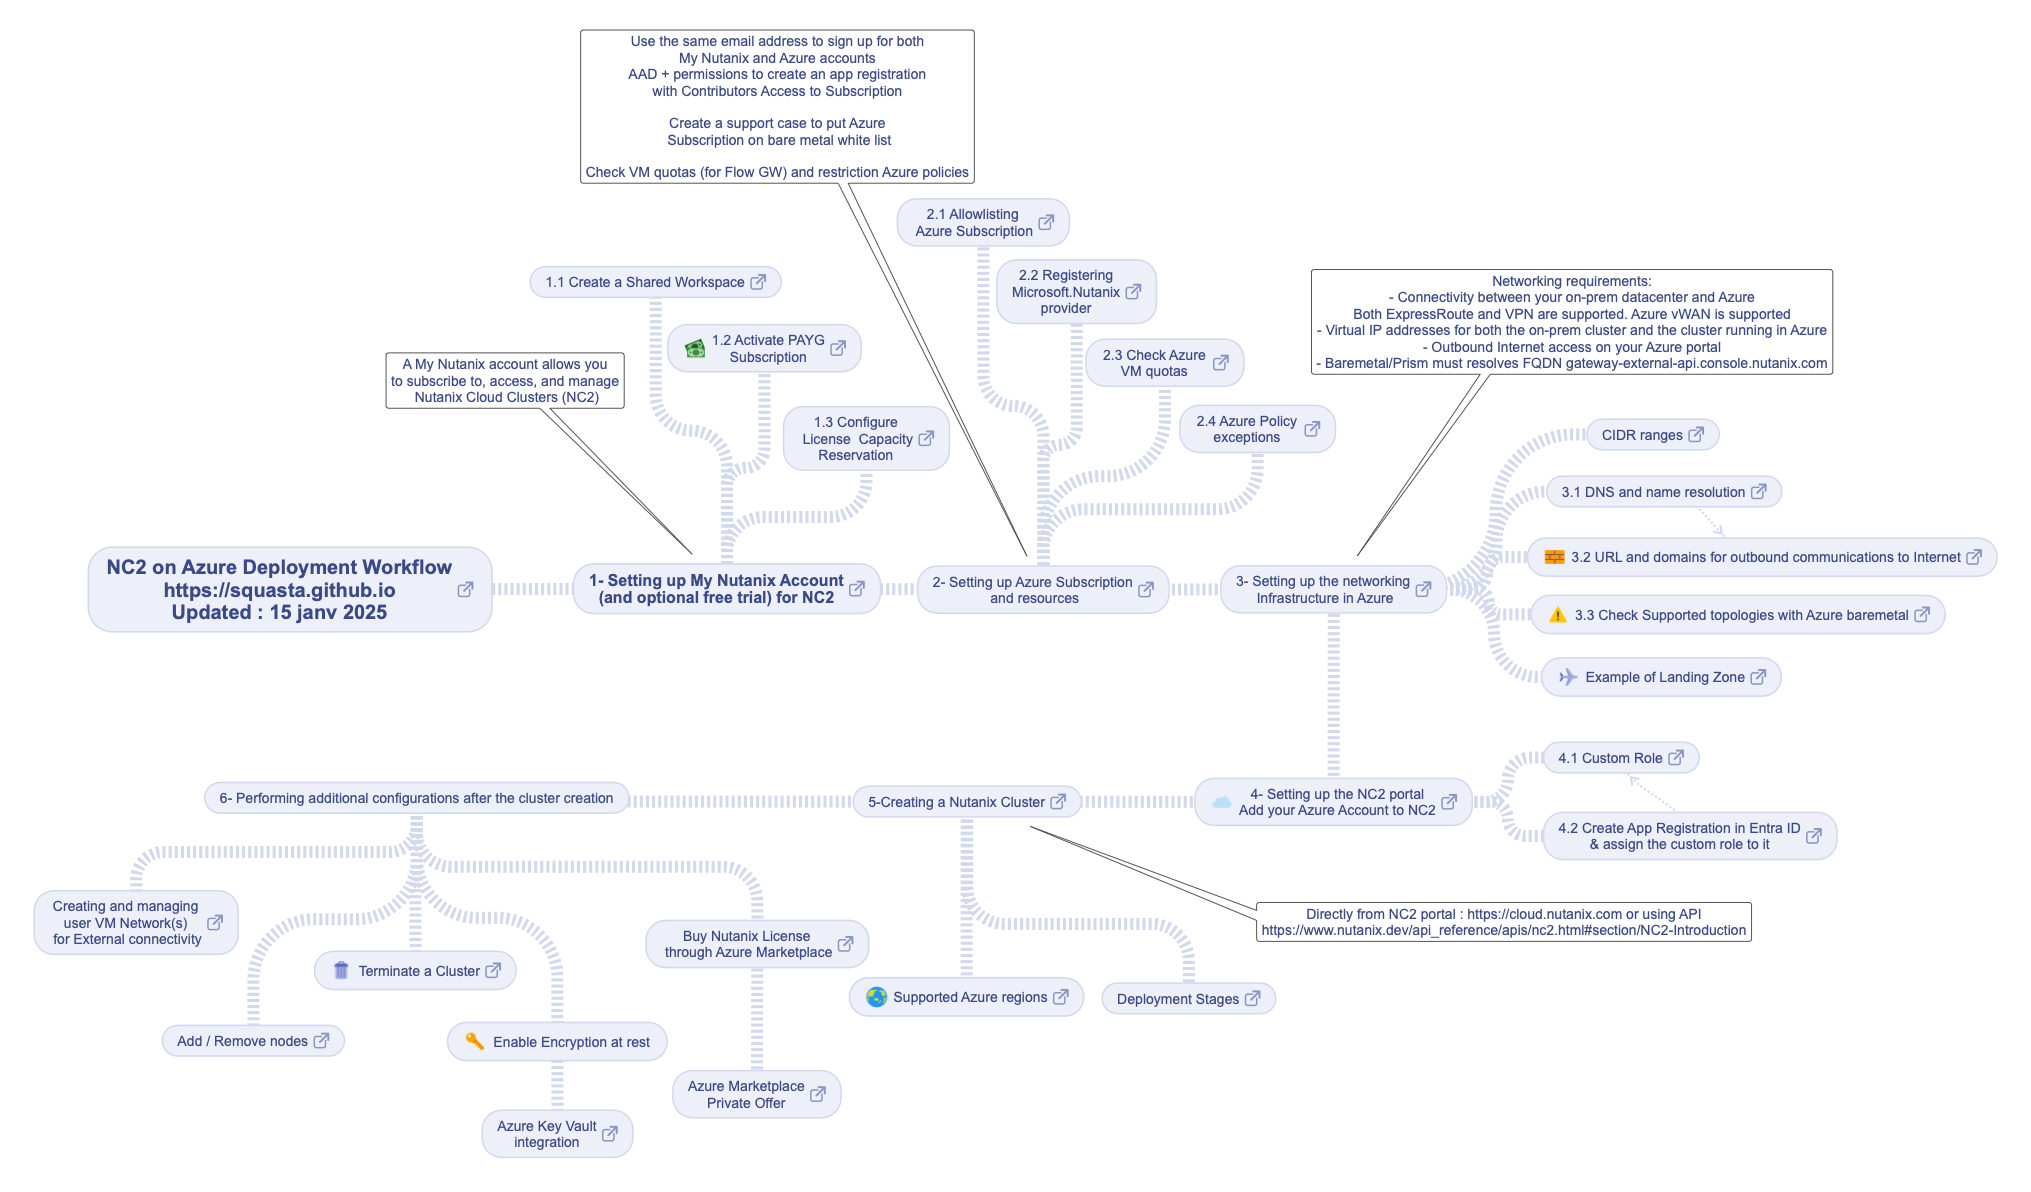 Use the same email address to sign up for both
My Nutanix and Azure accounts
AAD + permissions to create an app registration
with Contributors Access to Subscription
Create a support case to put Azure
Subscription on bare metal white list
Check VM quotas (for Flow GW) and restriction Azure policies
2.1 Allowlisting
Azure Subscription
1.1 Create a Shared Workspace
2.2 Registering
Microsoft.Nutanix
provider
Networking requirements:
- Connectivity between your on-prem datacenter and Azure
Both ExpressRoute and VPN are supported. Azure vWAN is supported
- Virtual IP addresses for both the on-prem cluster and the cluster running in Azure
- Outbound Internet access on your Azure portal
- Baremetal/Prism must resolves FQDN gateway-external-api.console.nutanix.com
1.2 Activate PAYG
Subscription
2.3 Check Azure
VM quotas
A My Nutanix account allows you
to subscribe to, access, and manage
Nutanix Cloud Clusters (NC2)
1.3 Configure
License  Capacity
Reservation
2.4 Azure Policy
exceptions
CIDR ranges
3.1 DNS and name resolution
3.2 URL and domains for outbound communications to Internet
NC2 on Azure Deployment Workflow
https://squasta.github.io
Updated : 15 janv 2025
1- Setting up My Nutanix Account
(and optional free trial) for NC2
2- Setting up Azure Subscription
and resources
3- Setting up the networking
Infrastructure in Azure
3.3 Check Supported topologies with Azure baremetal
Example of Landing Zone
4.1 Custom Role
6- Performing additional configurations after the cluster creation
5-Creating a Nutanix Cluster
4- Setting up the NC2 portal
Add your Azure Account to NC2
4.2 Create App Registration in Entra ID
& assign the custom role to it
Creating and managing
user VM Network(s)
for External connectivity
Directly from NC2 portal : https://cloud.nutanix.com or using API
https://www.nutanix.dev/api_reference/apis/nc2.html#section/NC2-Introduction
Buy Nutanix License
through Azure Marketplace
Terminate a Cluster
Supported Azure regions
Deployment Stages
Add / Remove nodes
Enable Encryption at rest
Azure Marketplace
Private Offer
Azure Key Vault
integration